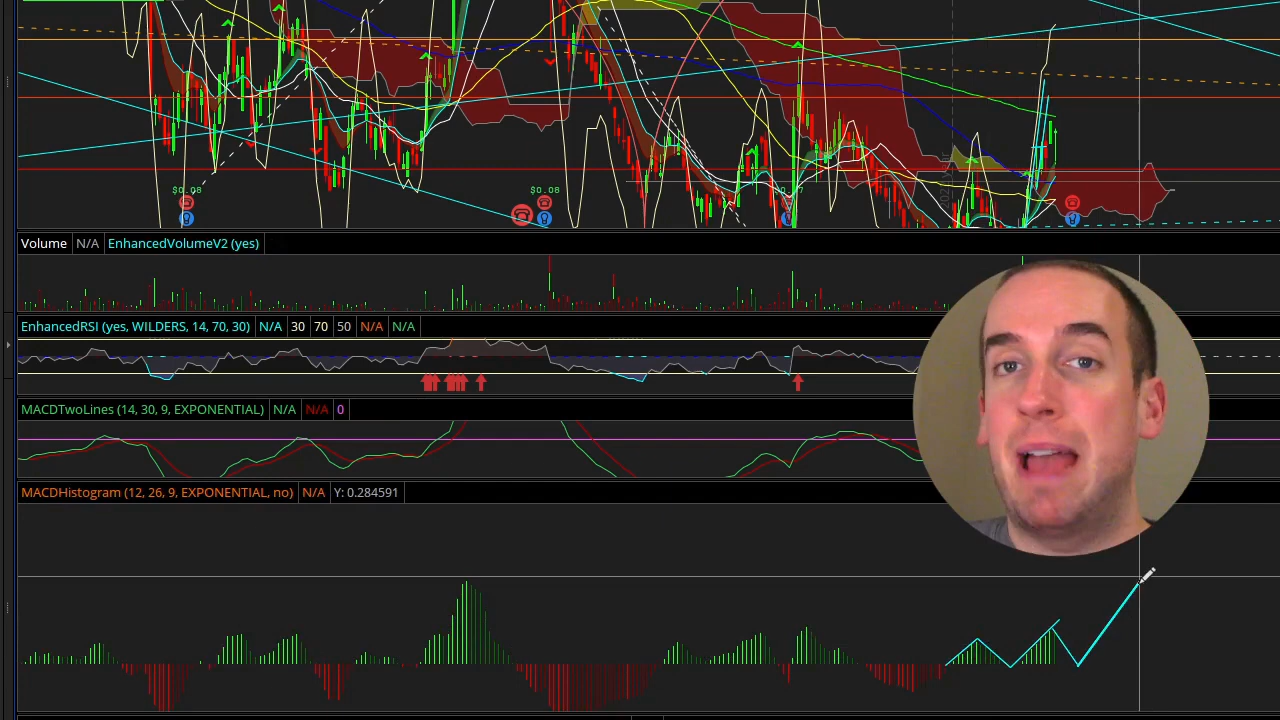 $0.08
$0.08
Volume N/A EnhancedVolumeV2 (yes)
EnhancedRSI (yes, WILDERS, 14, 70, 30) N/A 30 70 50 N/A N/A
MACDTwoLines (14, 30, 9, EXPONENTIAL) N/A N/A 0
MACDHistogram (12, 26, 9, EXPONENTIAL, no) N/A Y: 0.284591